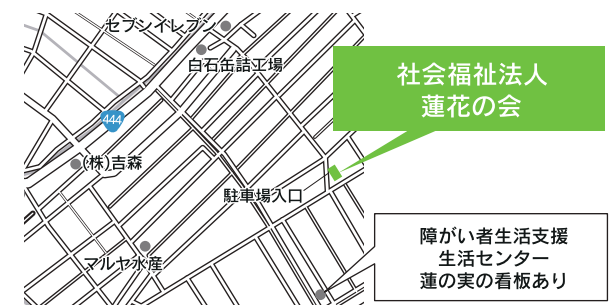 セブンイレブン
白石缶詰工場
社会福祉法人
蓮花の会
444
(株)吉森
駐車場入口
マルヤ水産
障がい者生活支援
生活センター
蓮の実の看板あり